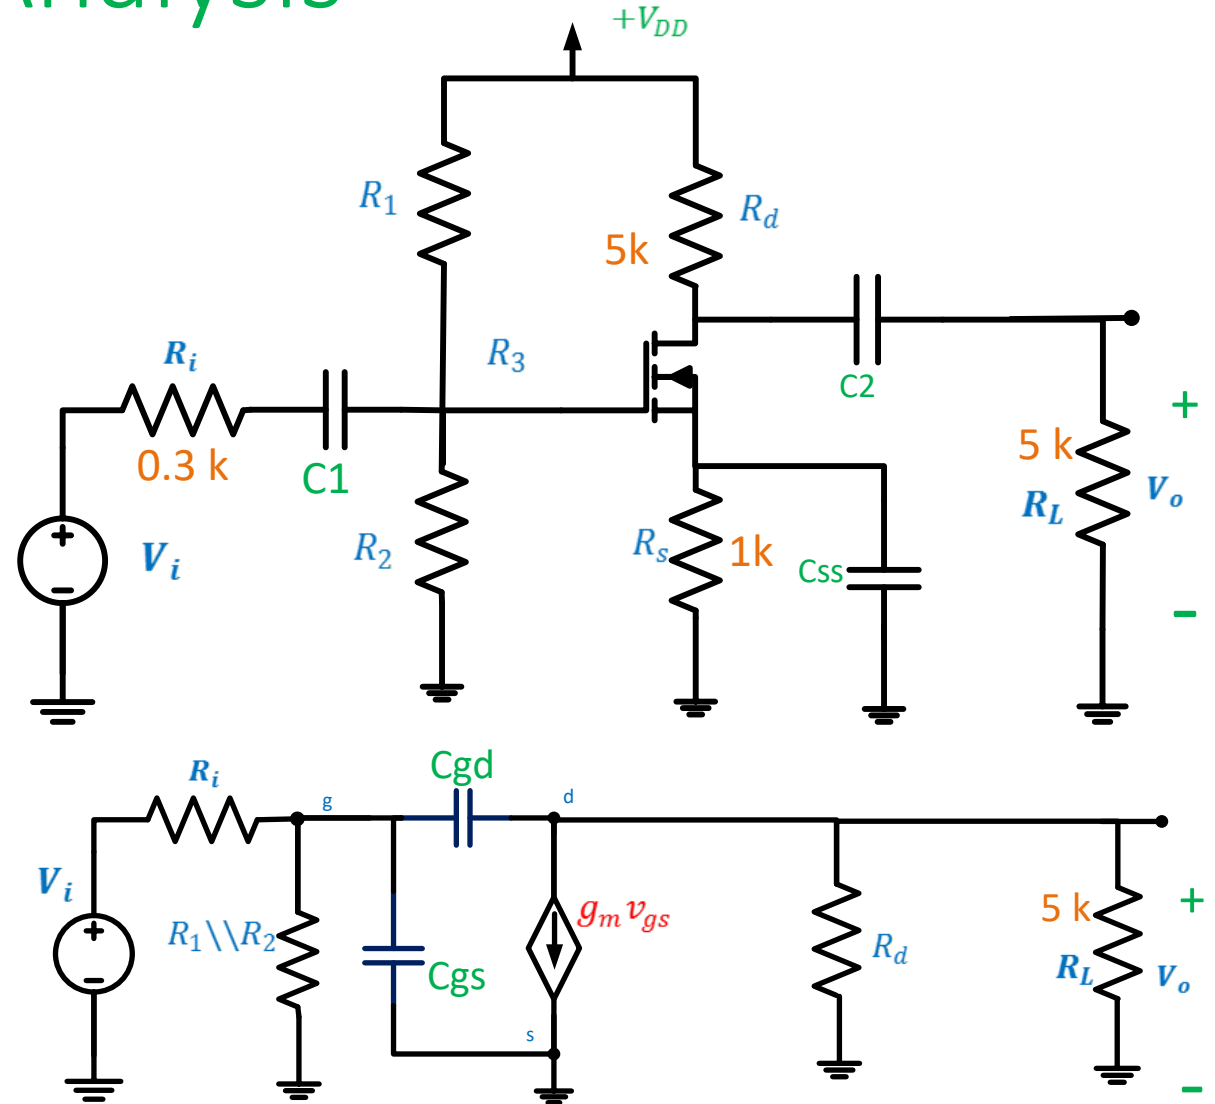 Analysis
+V_DD
R_1
R_d
5k
R_i
R_3
0.3 k
C1
C2
+
5 k
R_L
V_o
+
V_i
−
R_2
R_s
1k
Css
−
R_i
Cgd
g
d
V_i
+
−
R_1\\R_2
Cgs
g_m v_gs
s
R_d
5 k
R_L
+
V_o
−